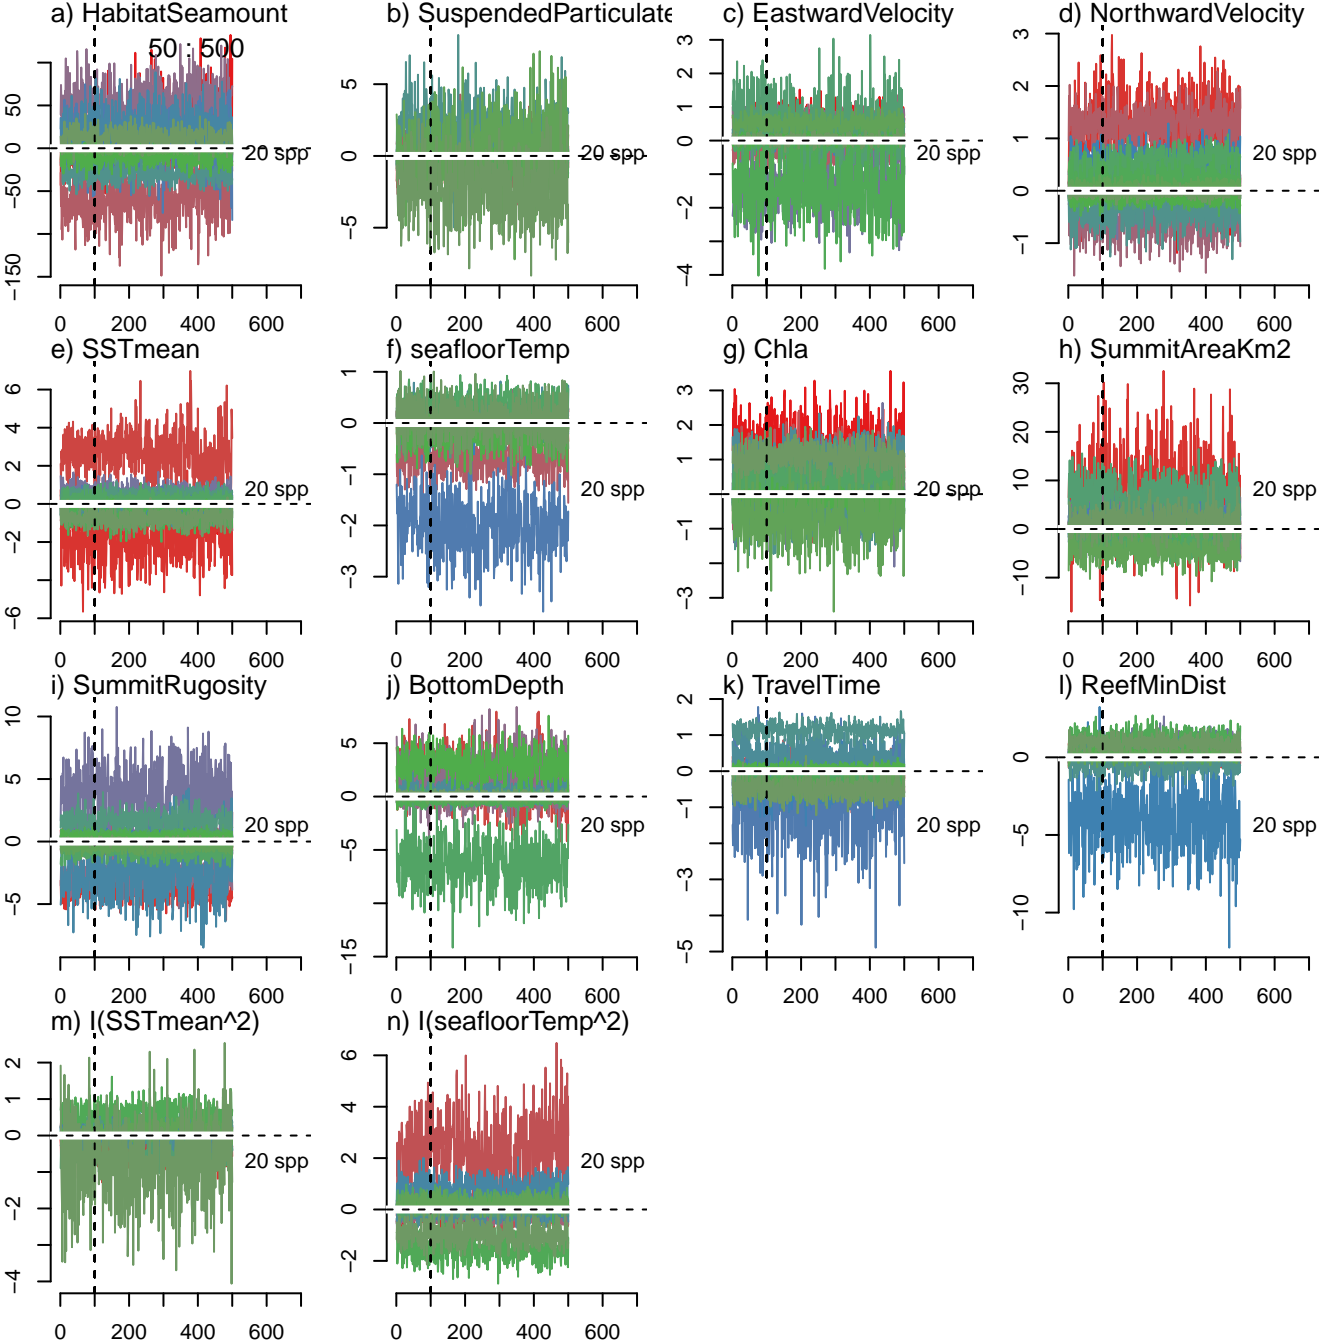 a) HabitatSeamount
50 : 500
50
0
−50
−150
20 spp
0 200 400 600
b) SuspendedParticulate
5
0
−5
20 spp
0 200 400 600
c) EastwardVelocity
3
2
1
0
−2
−4
20 spp
0 200 400 600
d) NorthwardVelocity
3
2
1
0
−1
20 spp
0 200 400 600
e) SSTmean
6
4
2
0
−2
−6
20 spp
0 200 400 600
f) seafloorTemp
1
0
−1
−2
−3
20 spp
0 200 400 600
g) Chla
3
2
1
−1
−3
20 spp
0 200 400 600
h) SummitAreaKm2
30
20
10
0
−10
20 spp
0 200 400 600
i) SummitRugosity
10
5
0
−5
20 spp
0 200 400 600
j) BottomDepth
5
0
−5
−15
20 spp
0 200 400 600
k) TravelTime
2
1
0
−1
−3
−5
20 spp
0 200 400 600
l) ReefMinDist
0
−5
−10
20 spp
0 200 400 600
m) I(SSTmean^2)
2
1
0
−2
−4
20 spp
0 200 400 600
n) I(seafloorTemp^2)
6
4
2
0
−2
20 spp
0 200 400 600